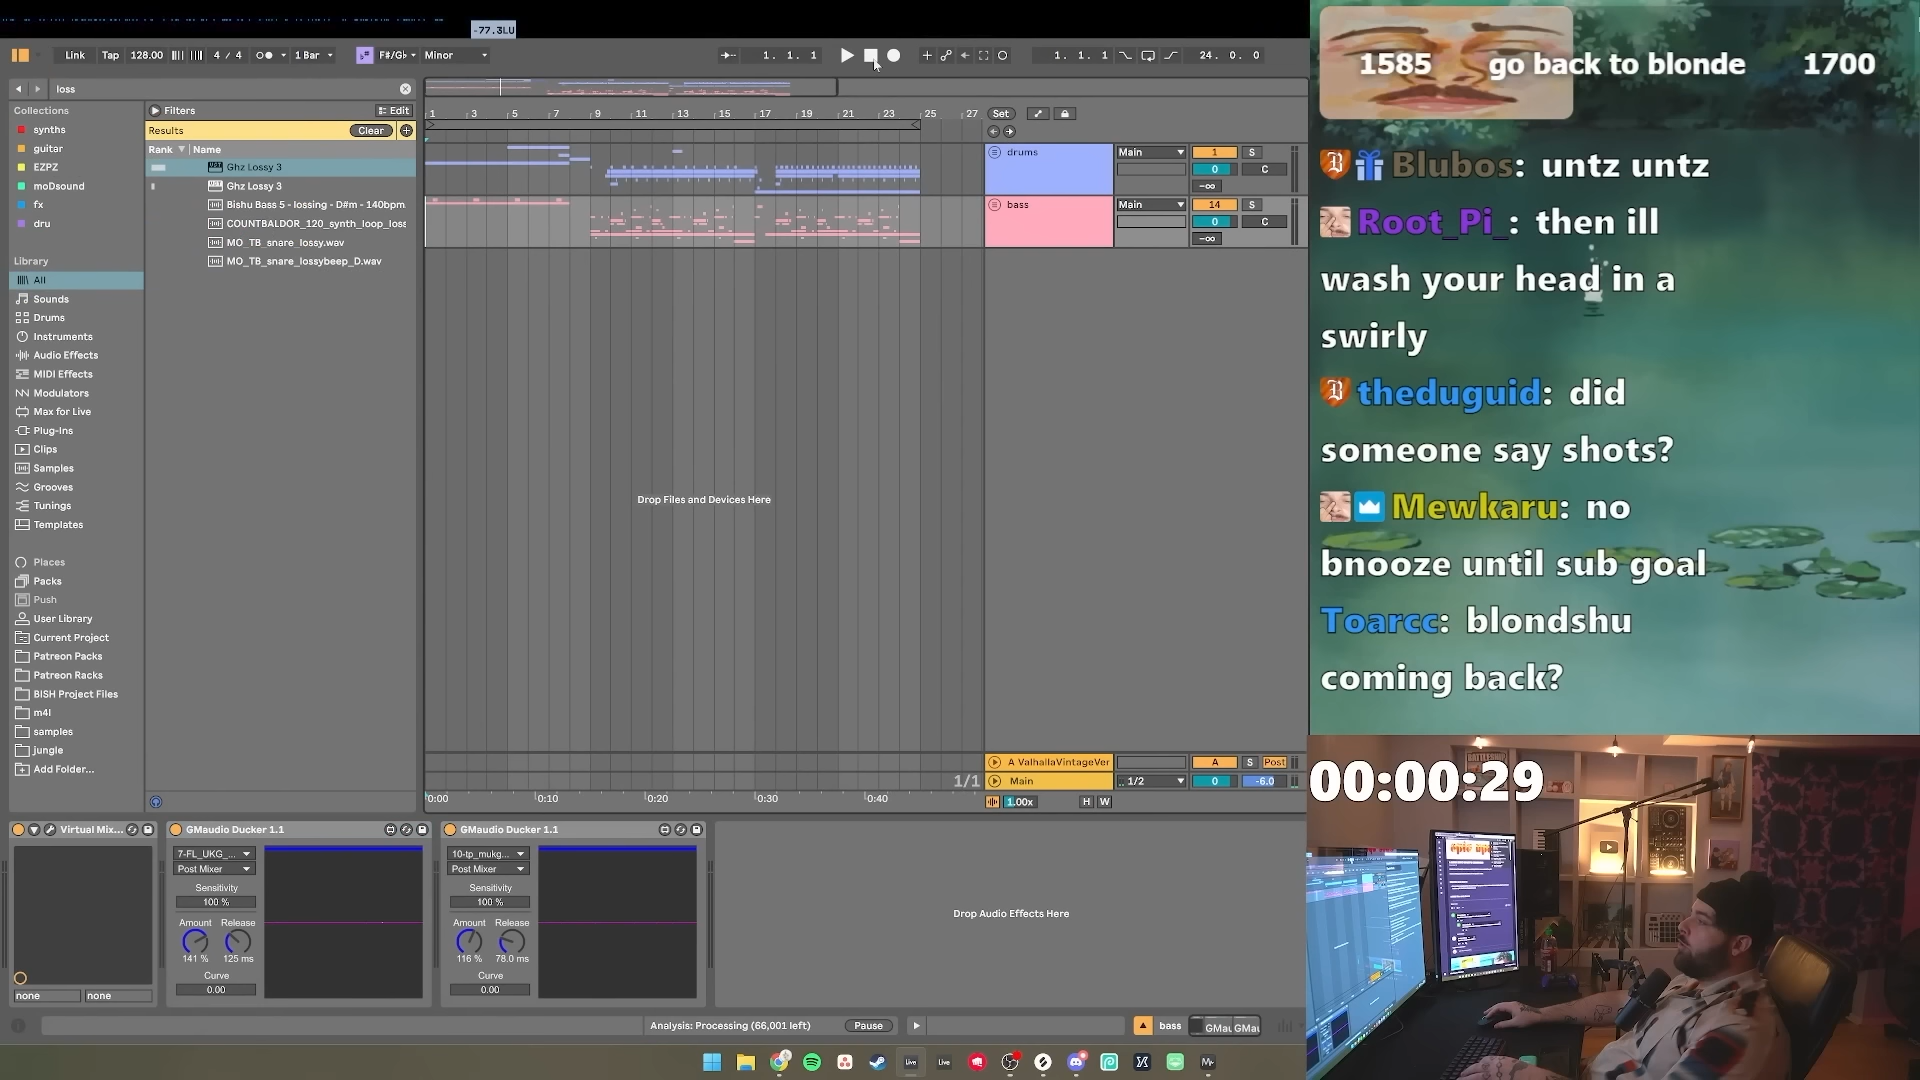 -77.3LU
Link Tap 128.00 4 / 4 1 Bar F#/G♭ Minor 1. 1. 1 1. 1. 1 24. 0. 0
loss
Collections
synths
guitar
EZPZ
moDsound
fx
dru
Library
All
Sounds
Drums
Instruments
Audio Effects
MIDI Effects
Modulators
Max for Live
Plug-Ins
Clips
Samples
Grooves
Tunings
Templates
Places
Packs
Push
User Library
Current Project
Patreon Packs
Patreon Racks
BISH Project Files
m4l
samples
jungle
Add Folder...
Filters Edit
Results Clear
Rank Name
Ghz Lossy 3
Ghz Lossy 3
Bishu Bass 5 - lossing - D#m - 140bpm.
COUNTBALDOR_120_synth_loop_loss
MO_TB_snare_lossy.wav
MO_TB_snare_lossybeep_D.wav
1 3 5 7 9 11 13 15 17 19 21 23 25 27 Set
drums Main 1 S
0 C
-∞
bass Main 14 S
0 C
-∞
Drop Files and Devices Here
A ValhallaVintageVer A S Post
1/1 Main 1/2 0 -6.0
0:00 0:10 0:20 0:30 0:40 1.00x H W
Virtual Mix...
none none
GMaudio Ducker 1.1
7-FL_UKG_...
Post Mixer
Sensitivity
100 %
Amount Release
141 % 125 ms
Curve
0.00
GMaudio Ducker 1.1
10-tp_mukg...
Post Mixer
Sensitivity
100 %
Amount Release
116 % 78.0 ms
Curve
0.00
Drop Audio Effects Here
Analysis: Processing (66,001 left) Pause bass GMau GMau
Live Live
1585 go back to blonde 1700
Blubos: untz untz
Root_Pi_: then ill
wash your head in a
swirly
theduguid: did
someone say shots?
Mewkaru: no
bnooze until sub goal
Toarcc: blondshu
coming back?
00:00:29